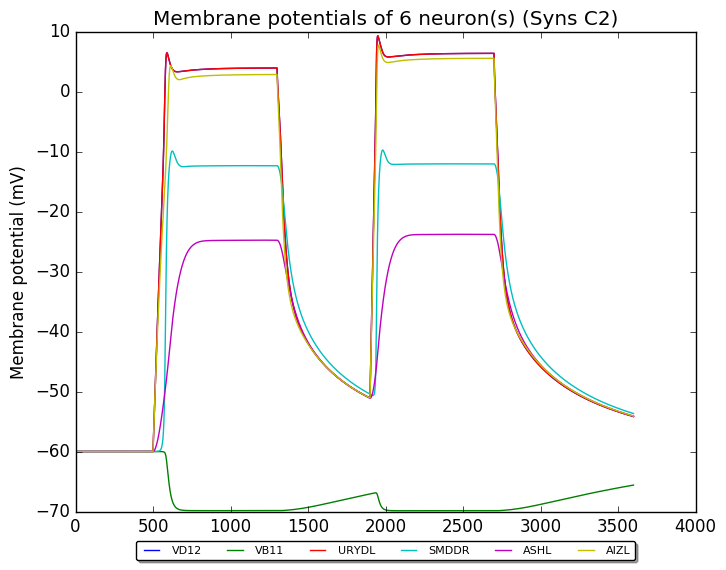 Membrane potentials of 6 neuron(s) (Syns C2)
Membrane potential (mV)
10
0
−10
−20
−30
−40
−50
−60
−70
0 500 1000 1500 2000 2500 3000 3500 4000
VD12 VB11 URYDL SMDDR ASHL AIZL